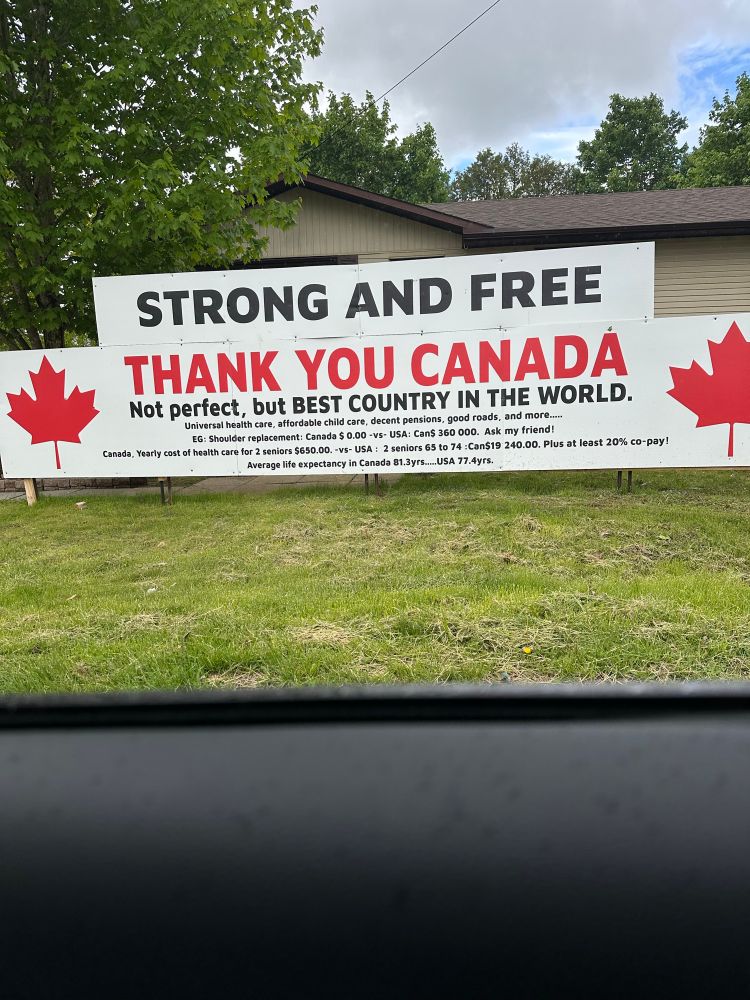 STRONG AND FREE
THANK YOU CANADA
Not perfect, but BEST COUNTRY IN THE WORLD.
Universal health care, affordable child care, decent pensions, good roads, and more.....
EG: Shoulder replacement: Canada $ 0.00 -vs- USA: Can$ 360 000. Ask my friend!
Canada, Yearly cost of health care for 2 seniors $650.00. -vs- USA : 2 seniors 65 to 74 :Can$19 240.00. Plus at least 20% co-pay!
Average life expectancy in Canada 81.3yrs.....USA 77.4yrs.